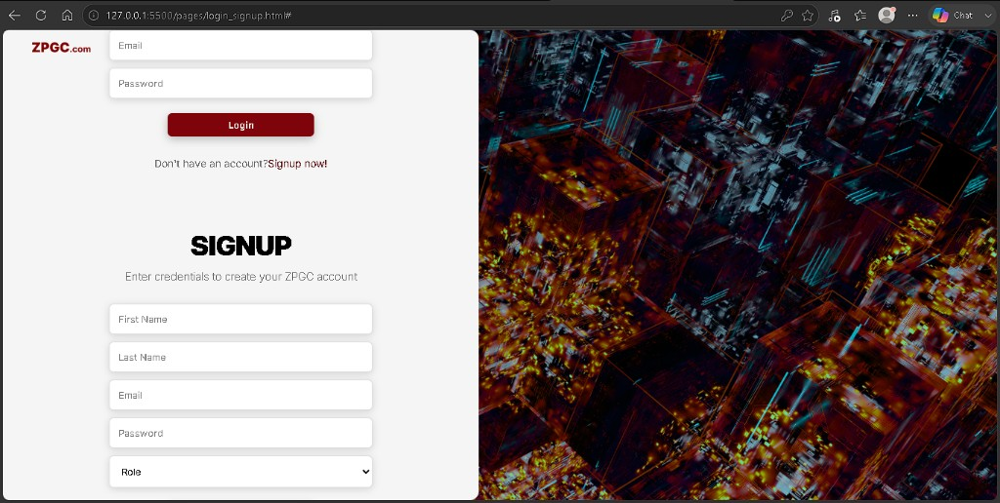 127.0.0.1:5500/pages/login_signup.html#
Chat
ZPGC.com
Email
Password
Login
Don't have an account?Signup now!
SIGNUP
Enter credentials to create your ZPGC account
First Name
Last Name
Email
Password
Role